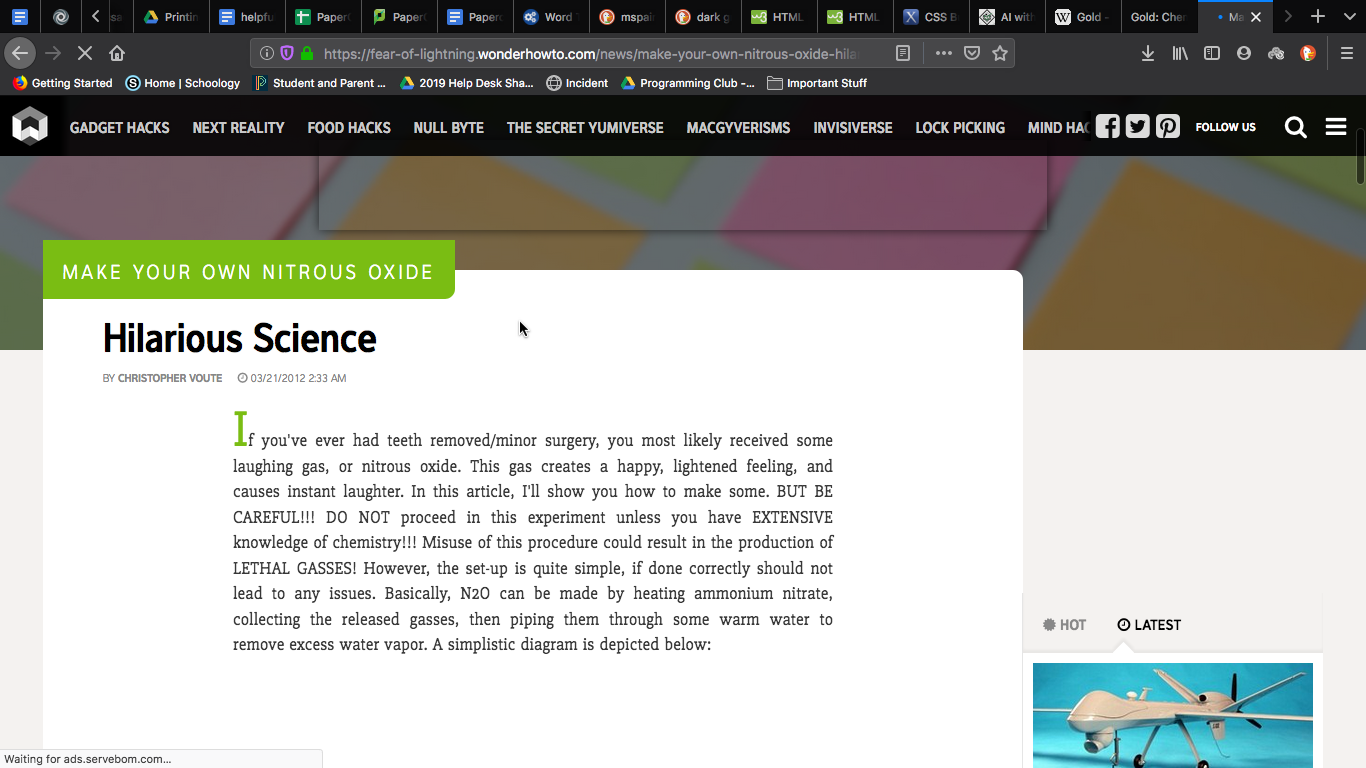 Printin
helpfu
Paper
Paper
Paperc
Word
mspai
dark g
HTML
HTML
CSS B
AI with
Gold -
Gold: Che
Ma
https://fear-of-lightning.wonderhowto.com/news/make-your-own-nitrous-oxide-hila
Getting Started
Home | Schoology
Student and Parent ...
2019 Help Desk Sha...
Incident
Programming Club -...
Important Stuff
GADGET HACKS
NEXT REALITY
FOOD HACKS
NULL BYTE
THE SECRET YUMIVERSE
MACGYVERISMS
INVISIVERSE
LOCK PICKING
MIND HAC
FOLLOW US
MAKE YOUR OWN NITROUS OXIDE
Hilarious Science
BY CHRISTOPHER VOUTE 03/21/2012 2:33 AM
If you've ever had teeth removed/minor surgery, you most likely received some
laughing gas, or nitrous oxide. This gas creates a happy, lightened feeling, and
causes instant laughter. In this article, I'll show you how to make some. BUT BE
CAREFUL!!! DO NOT proceed in this experiment unless you have EXTENSIVE
knowledge of chemistry!!! Misuse of this procedure could result in the production of
LETHAL GASSES! However, the set-up is quite simple, if done correctly should not
lead to any issues. Basically, N2O can be made by heating ammonium nitrate,
collecting the released gasses, then piping them through some warm water to
remove excess water vapor. A simplistic diagram is depicted below:
HOT
LATEST
Waiting for ads.servebom.com...